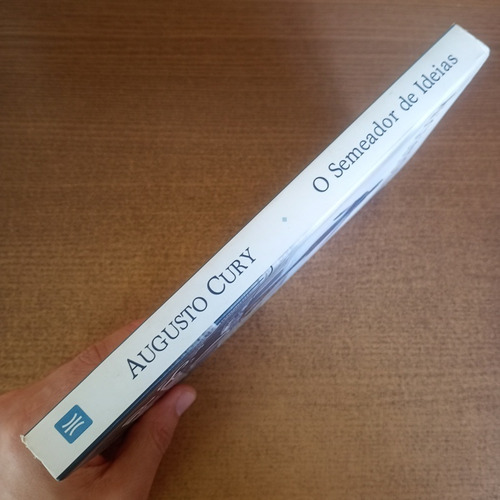 AUGUSTO CURY
O Semeador de Ideias